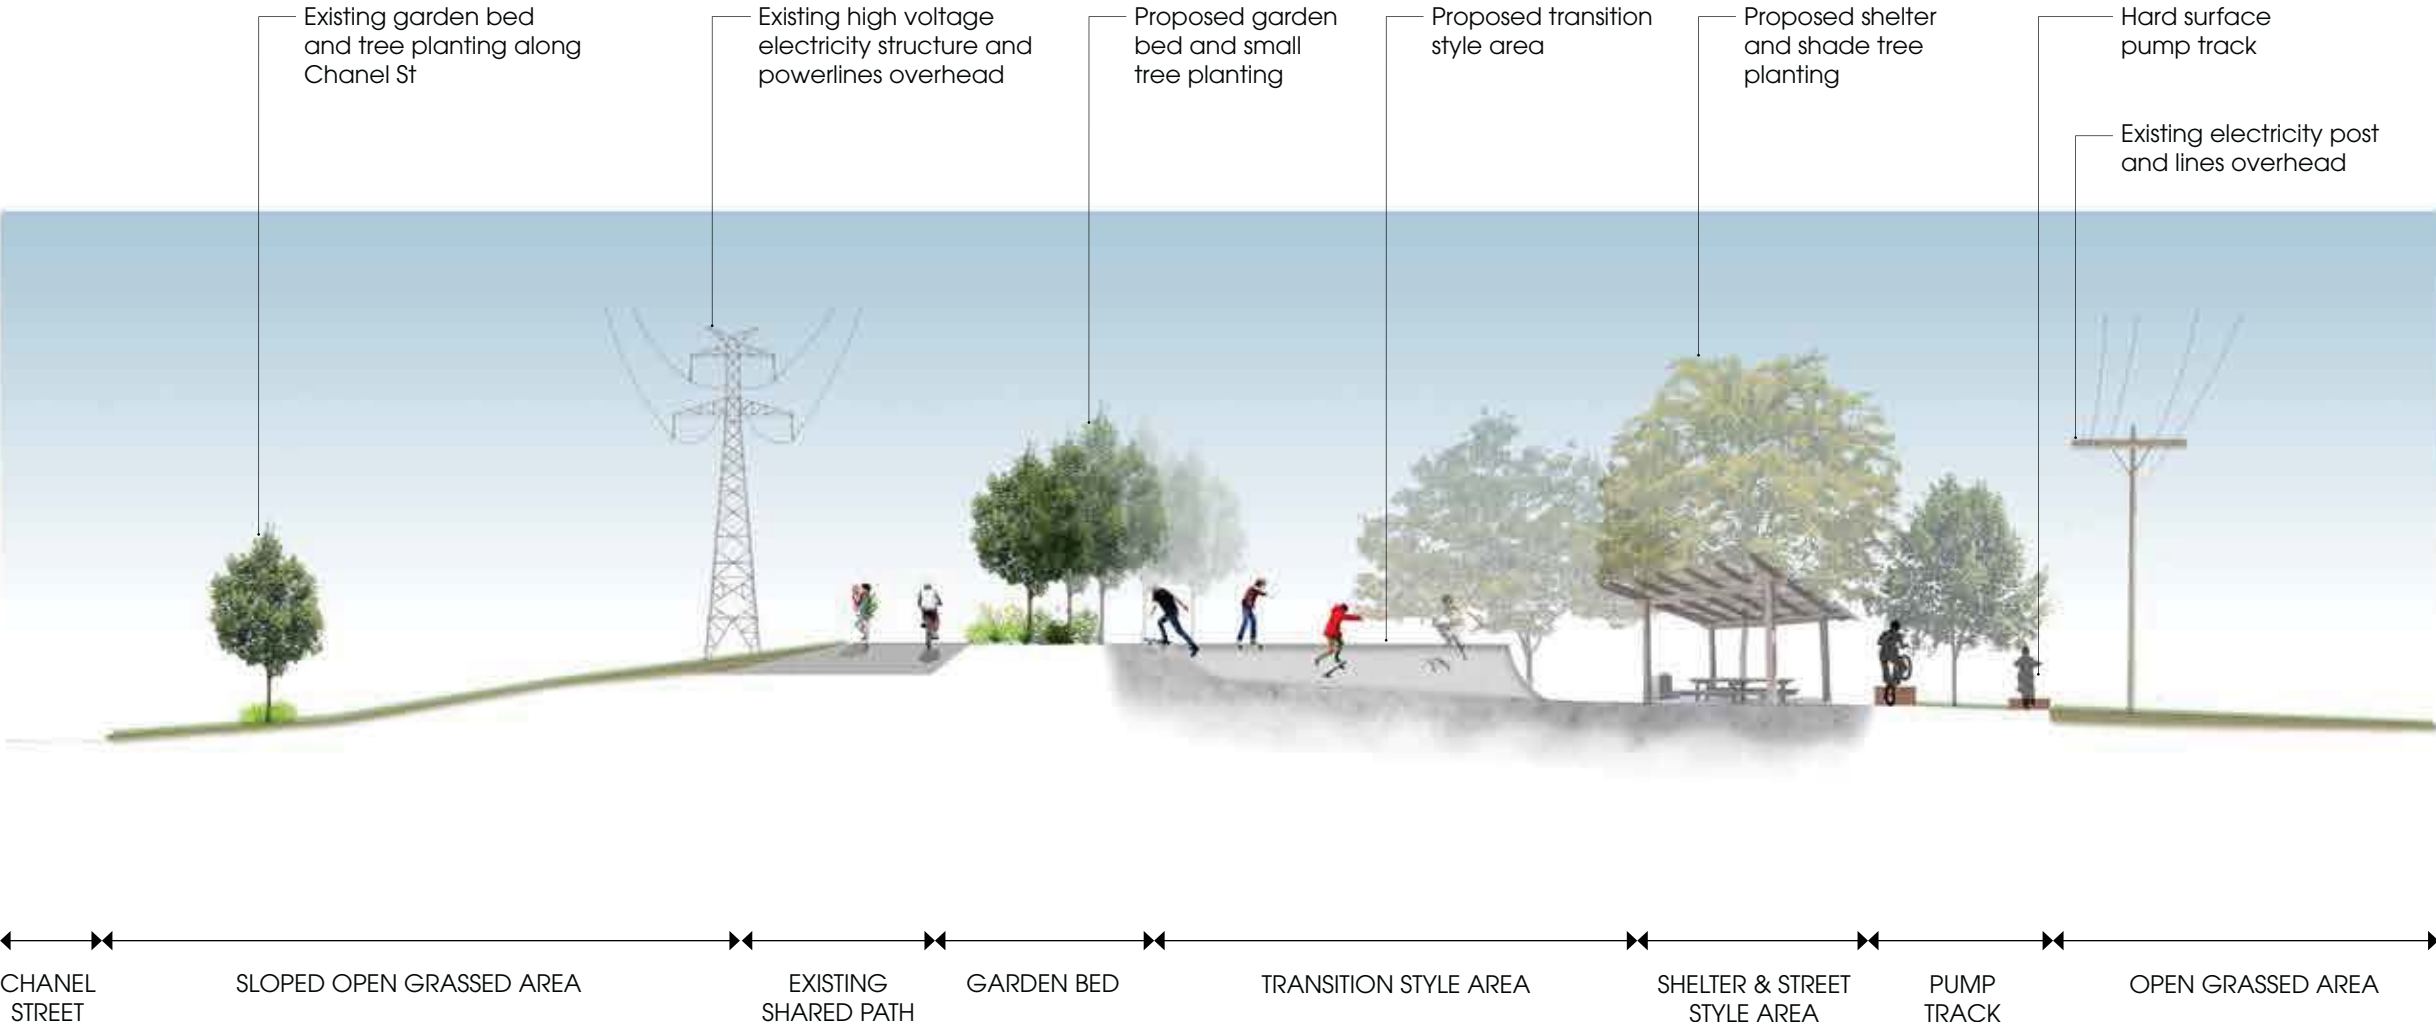 Existing garden bed
and tree planting along
Chanel St
Existing high voltage
electricity structure and
powerlines overhead
Proposed garden
bed and small
tree planting
Proposed transition
style area
Proposed shelter
and shade tree
planting
Hard surface
pump track
Existing electricity post
and lines overhead
CHANEL
STREET
SLOPED OPEN GRASSED AREA
EXISTING
SHARED PATH
GARDEN BED
TRANSITION STYLE AREA
SHELTER & STREET
STYLE AREA
PUMP
TRACK
OPEN GRASSED AREA